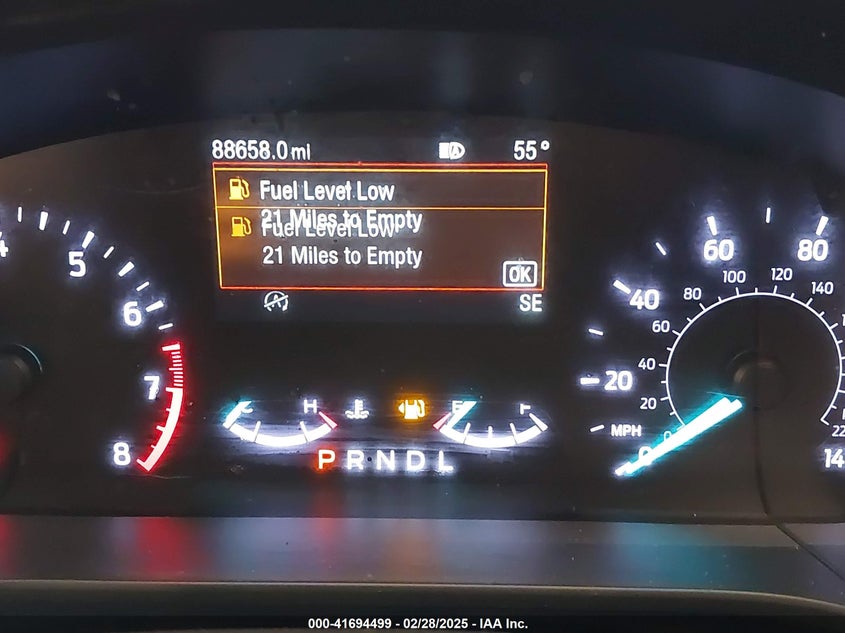 88658.0 mi 55°
Fuel Level Low
21 Miles to Empty
Fuel Level Low
21 Miles to Empty
OK
SE
5
6
7
8
H
E
P R N D L
MPH
0
20
40
60
80
20
40
60
80
100
120
140
000-41694499 - 02/28/2025 - IAA Inc.